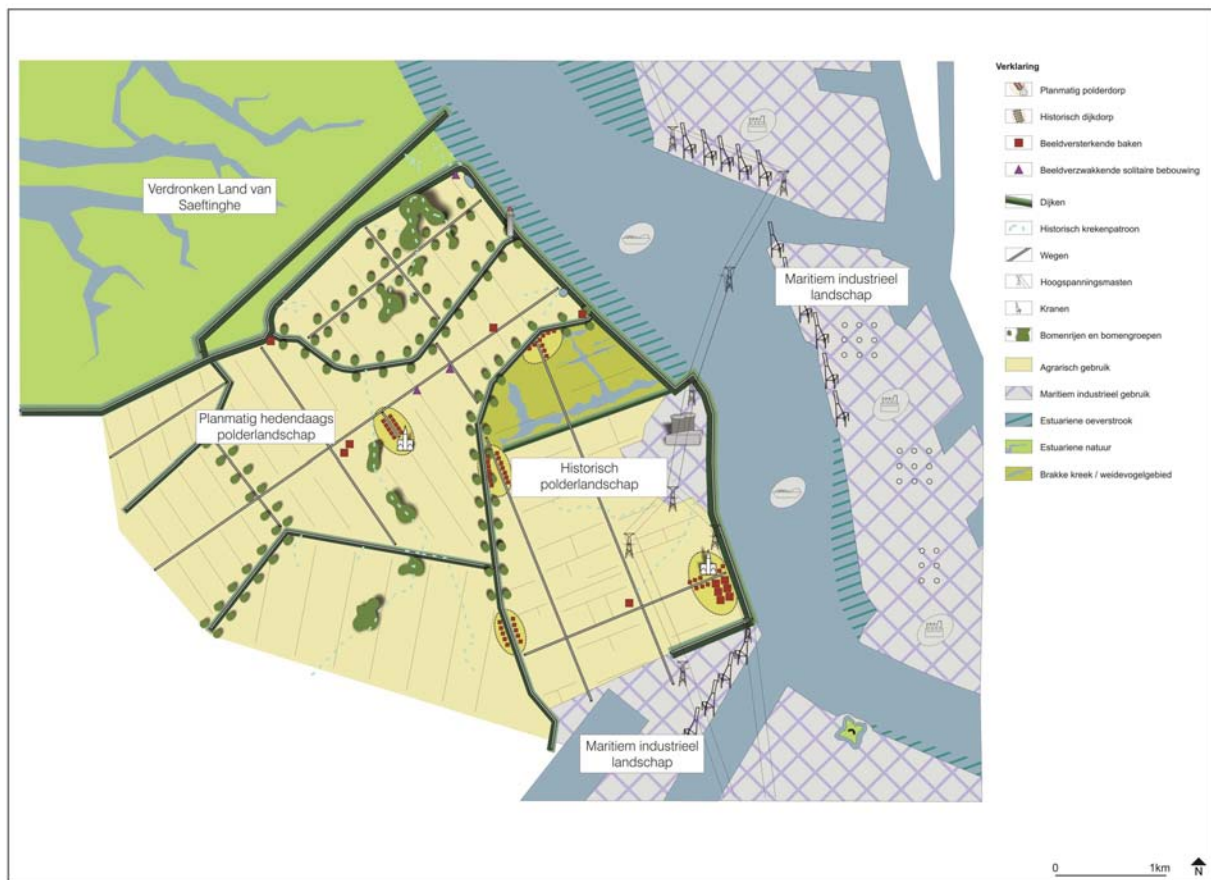 Verdronken Land van
Saeftinghe
Planmatig hedendaags
polderlandschap
Historisch
polderlandschap
Maritiem industrieel
landschap
Maritiem industrieel
landschap
Verklaring
Planmatig polderdorp
Historisch dijkdorp
Beeldversterkende baken
Beeldverzwakkende solitaire bebouwing
Dijken
Historisch krekenpatroon
Wegen
Hoogspanningsmasten
Kranen
Bomenrijen en bomengroepen
Agrarisch gebruik
Maritiem industrieel gebruik
Estuariene oeverstrook
Estuariene natuur
Brakke kreek / weidevogelgebied
0 1km
N